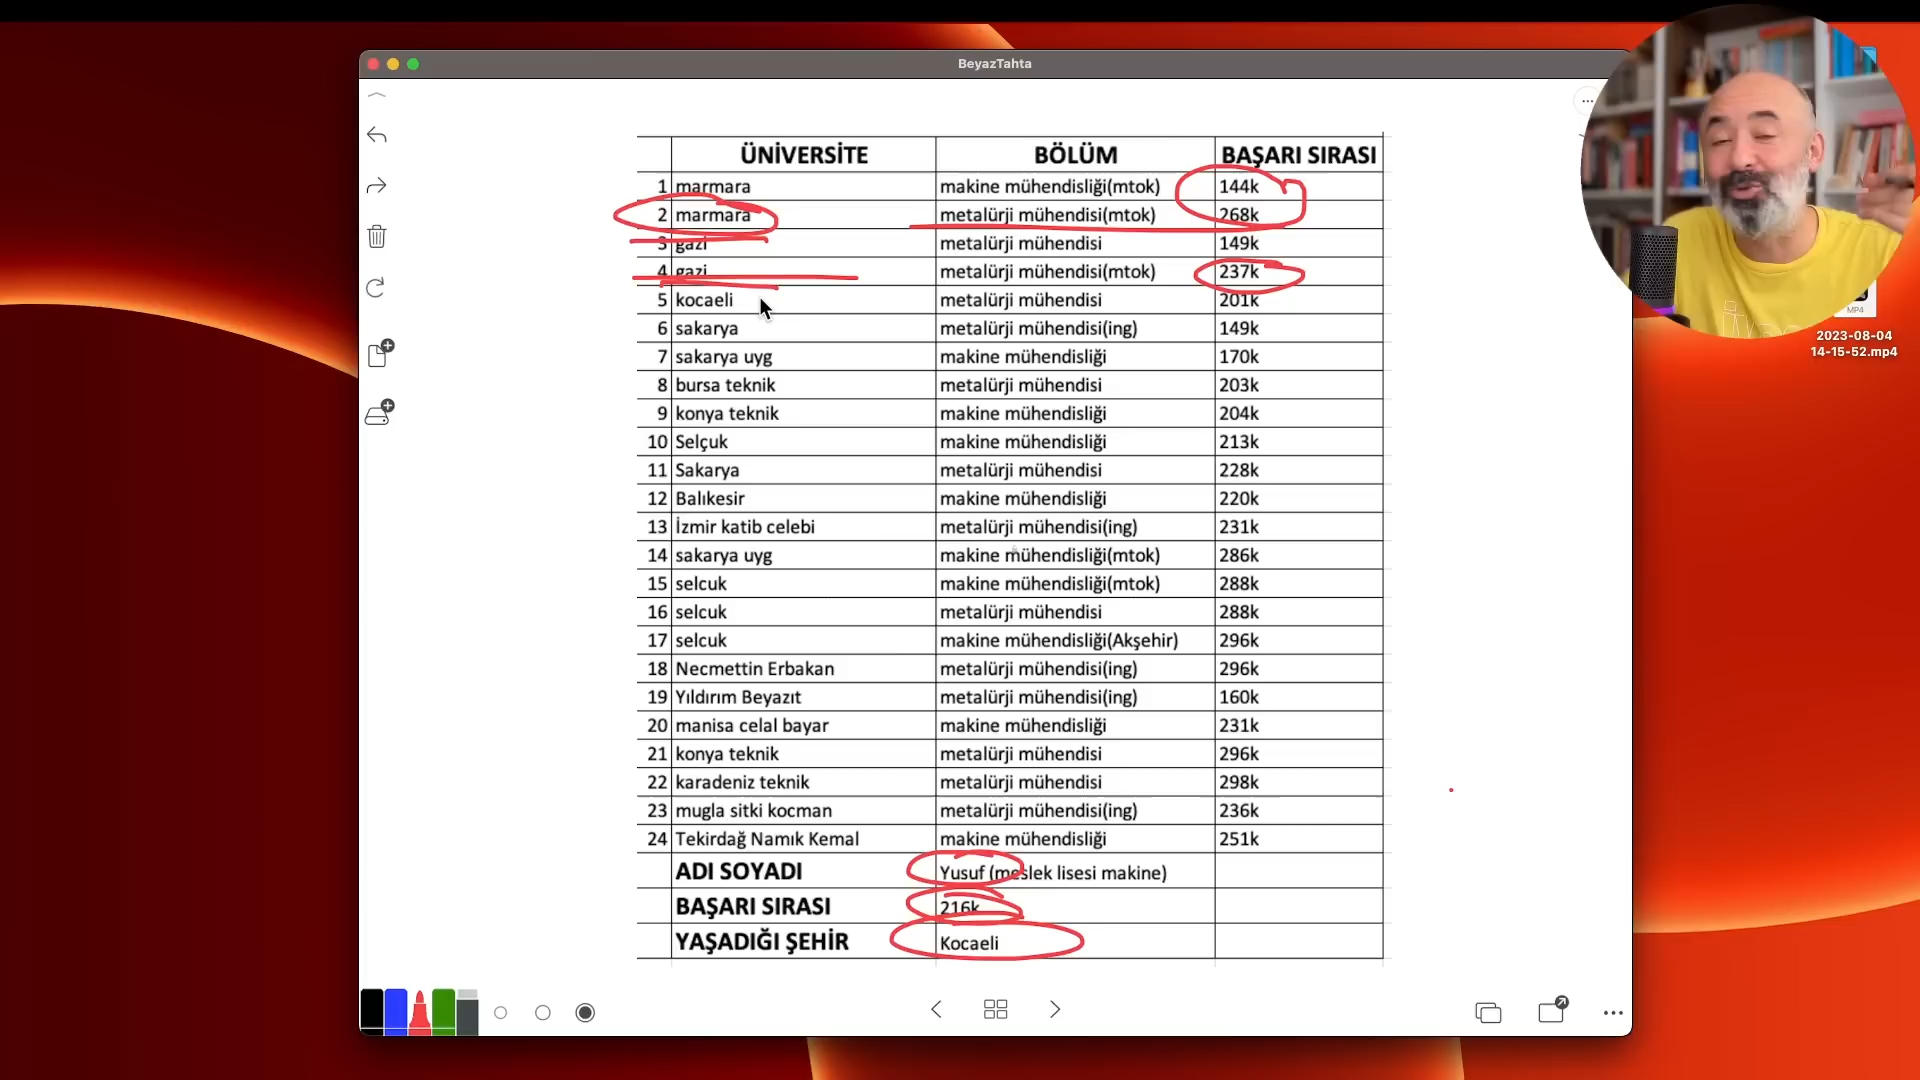 BeyazTahta
ÜNİVERSİTE BÖLÜM BAŞARI SIRASI
1 marmara makine mühendisliği(mtok) 144k
2 marmara metalürji mühendisi(mtok) 268k
3 gazi metalürji mühendisi 149k
4 gazi metalürji mühendisi(mtok) 237k
5 kocaeli metalürji mühendisi 201k
6 sakarya metalürji mühendisi(ing) 149k
7 sakarya uyg makine mühendisliği 170k
8 bursa teknik metalürji mühendisi 203k
9 konya teknik makine mühendisliği 204k
10 Selçuk makine mühendisliği 213k
11 Sakarya metalürji mühendisi 228k
12 Balıkesir makine mühendisliği 220k
13 İzmir katib celebi metalürji mühendisi(ing) 231k
14 sakarya uyg makine mühendisliği(mtok) 286k
15 selcuk makine mühendisliği(mtok) 288k
16 selcuk metalürji mühendisi 288k
17 selcuk makine mühendisliği(Akşehir) 296k
18 Necmettin Erbakan metalürji mühendisi(ing) 296k
19 Yıldırım Beyazıt metalürji mühendisi(ing) 160k
20 manisa celal bayar makine mühendisliği 231k
21 konya teknik metalürji mühendisi 296k
22 karadeniz teknik metalürji mühendisi 298k
23 mugla sitki kocman metalürji mühendisi(ing) 236k
24 Tekirdağ Namık Kemal makine mühendisliği 251k
ADI SOYADI Yusuf (meslek lisesi makine)
BAŞARI SIRASI 216k
YAŞADIĞI ŞEHİR Kocaeli
MP4
2023-08-04
14-15-52.mp4